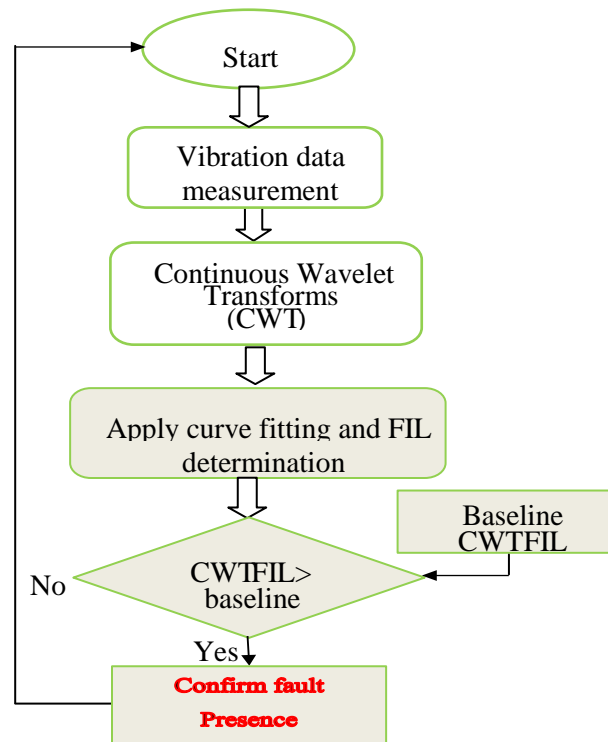 Start
Vibration data
measurement
Continuous Wavelet
Transforms
(CWT)
Apply curve fitting and FIL
determination
Baseline
CWTFIL
CWTFIL>
baseline
No
Yes
Confirm fault
Presence